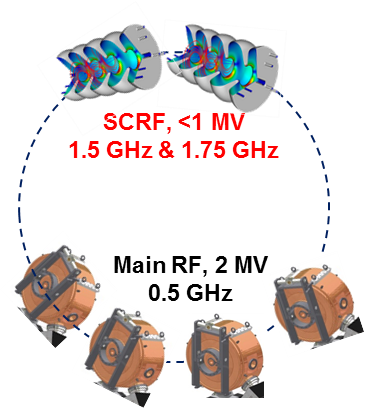 SCRF, <1 MV
1.5 GHz & 1.75 GHz
Main RF, 2 MV
0.5 GHz